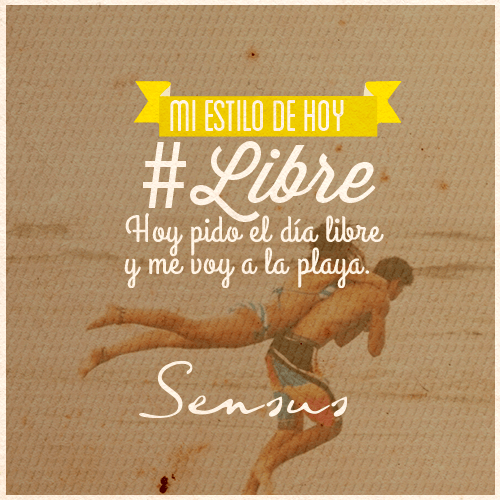 MI ESTILO DE HOY
#Libre
Hoy pido el día libre
y me voy a la playa.
Sensus